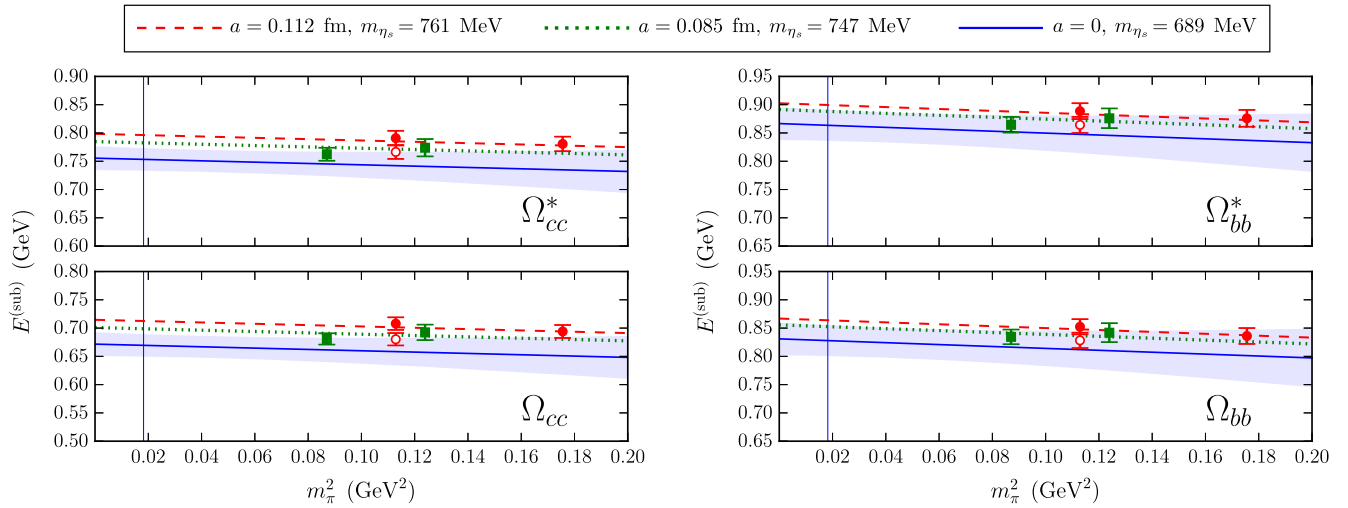 a = 0.112 fm, m_{η_s} = 761 MeV
a = 0.085 fm, m_{η_s} = 747 MeV
a = 0, m_{η_s} = 689 MeV
E^{(sub)} (GeV)
0.90
0.85
0.80
0.75
0.70
0.65
0.60
Ω^*_{cc}
0.80
0.75
0.70
0.65
0.60
0.55
0.50
Ω_{cc}
0.02 0.04 0.06 0.08 0.10 0.12 0.14 0.16 0.18 0.20
m_π^2 (GeV^2)
E^{(sub)} (GeV)
0.95
0.90
0.85
0.80
0.75
0.70
0.65
Ω^*_{bb}
0.95
0.90
0.85
0.80
0.75
0.70
0.65
Ω_{bb}
0.02 0.04 0.06 0.08 0.10 0.12 0.14 0.16 0.18 0.20
m_π^2 (GeV^2)